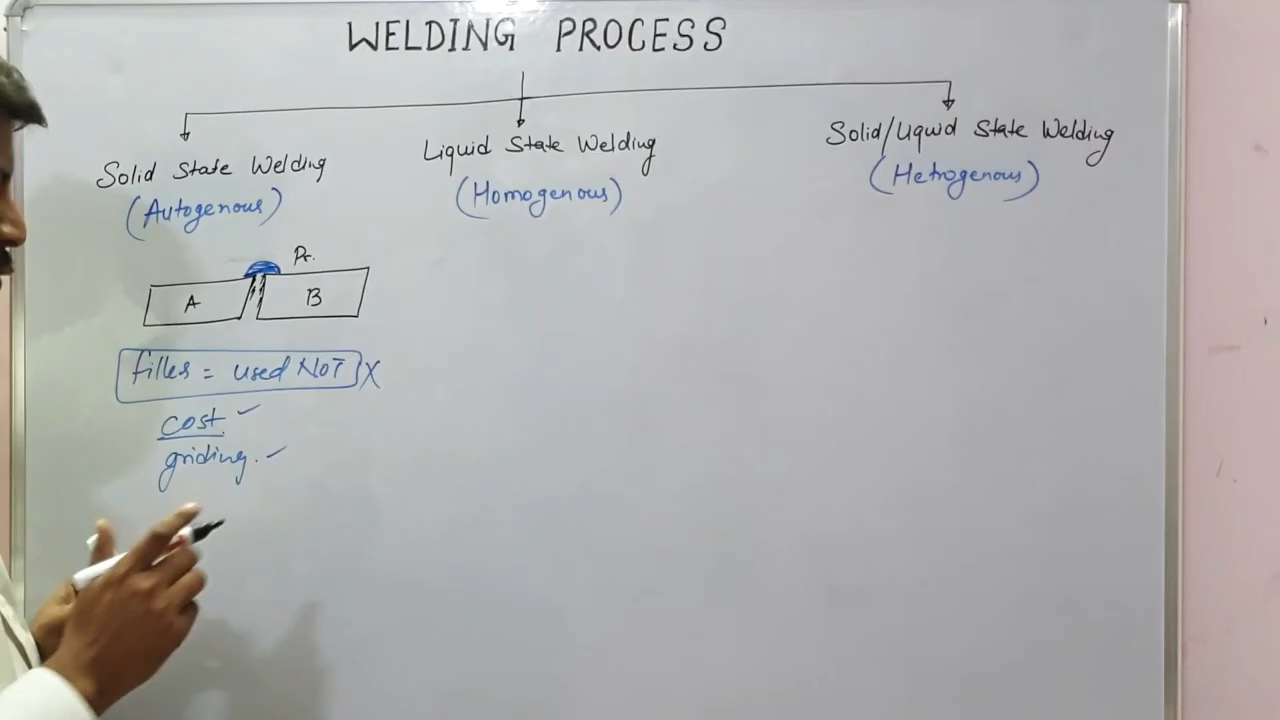 WELDING PROCESS
Solid State Welding
(Autogenous)
Liquid State Welding
(Homogenous)
Solid/Liquid State Welding
(Hetrogenous)
Pr.
A
B
filler = used NOT X
cost
griding.